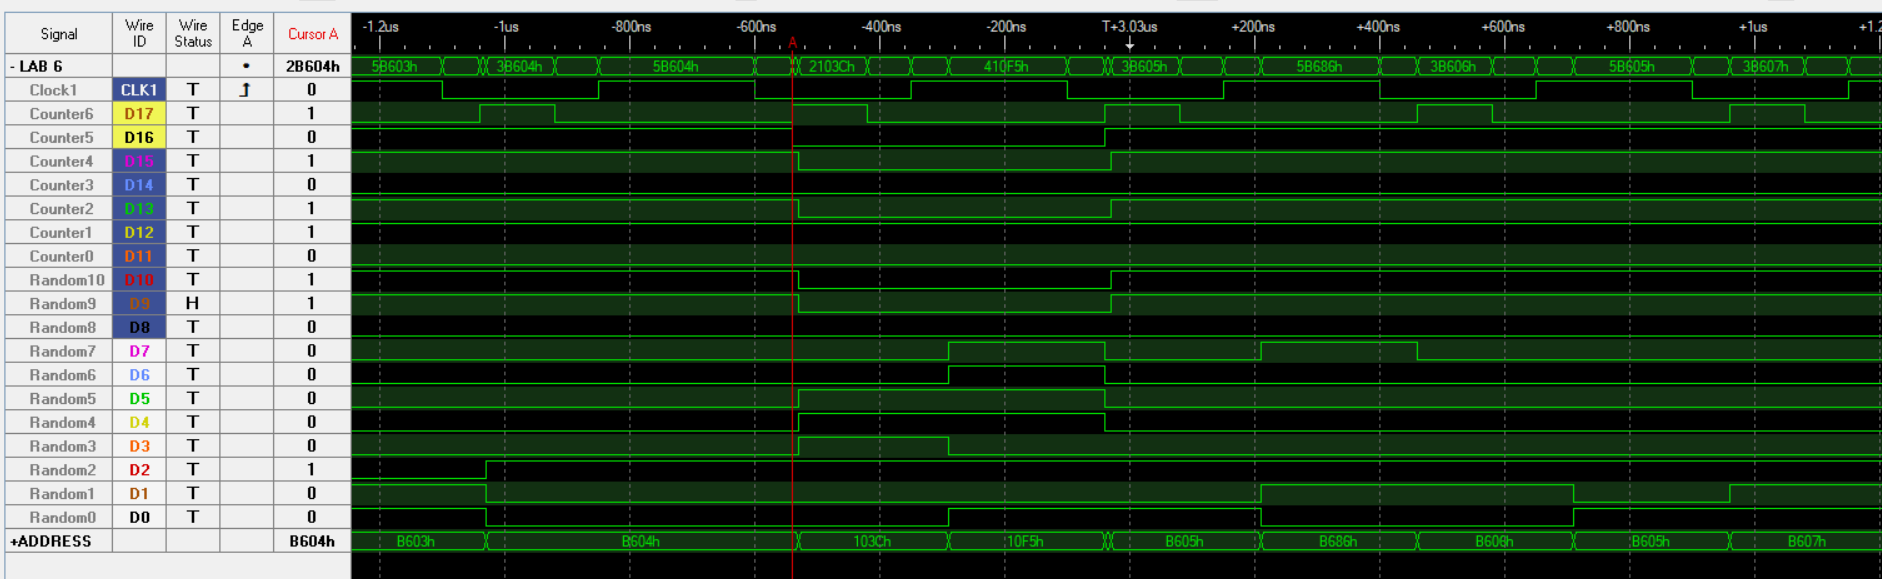 Signal Wire ID Wire Status Edge A Cursor A -1.2us -1us -800ns -600ns -400ns -200ns T+3.03us +200ns +400ns +600ns +800ns +1us +1.2
A
- LAB 6 • 2B604h 5B603h 3B604h 5B604h 2103Ch 410F5h 3B605h 5B686h 3B606h 5B605h 3B607h
Clock1 CLK1 T 0
Counter6 D17 T 1
Counter5 D16 T 0
Counter4 D15 T 1
Counter3 D14 T 0
Counter2 D13 T 1
Counter1 D12 T 1
Counter0 D11 T 0
Random10 D10 T 1
Random9 D9 H 1
Random8 D8 T 0
Random7 D7 T 0
Random6 D6 T 0
Random5 D5 T 0
Random4 D4 T 0
Random3 D3 T 0
Random2 D2 T 1
Random1 D1 T 0
Random0 D0 T 0
+ADDRESS B604h B603h B604h 103Ch 10F5h B605h B686h B606h B605h B607h